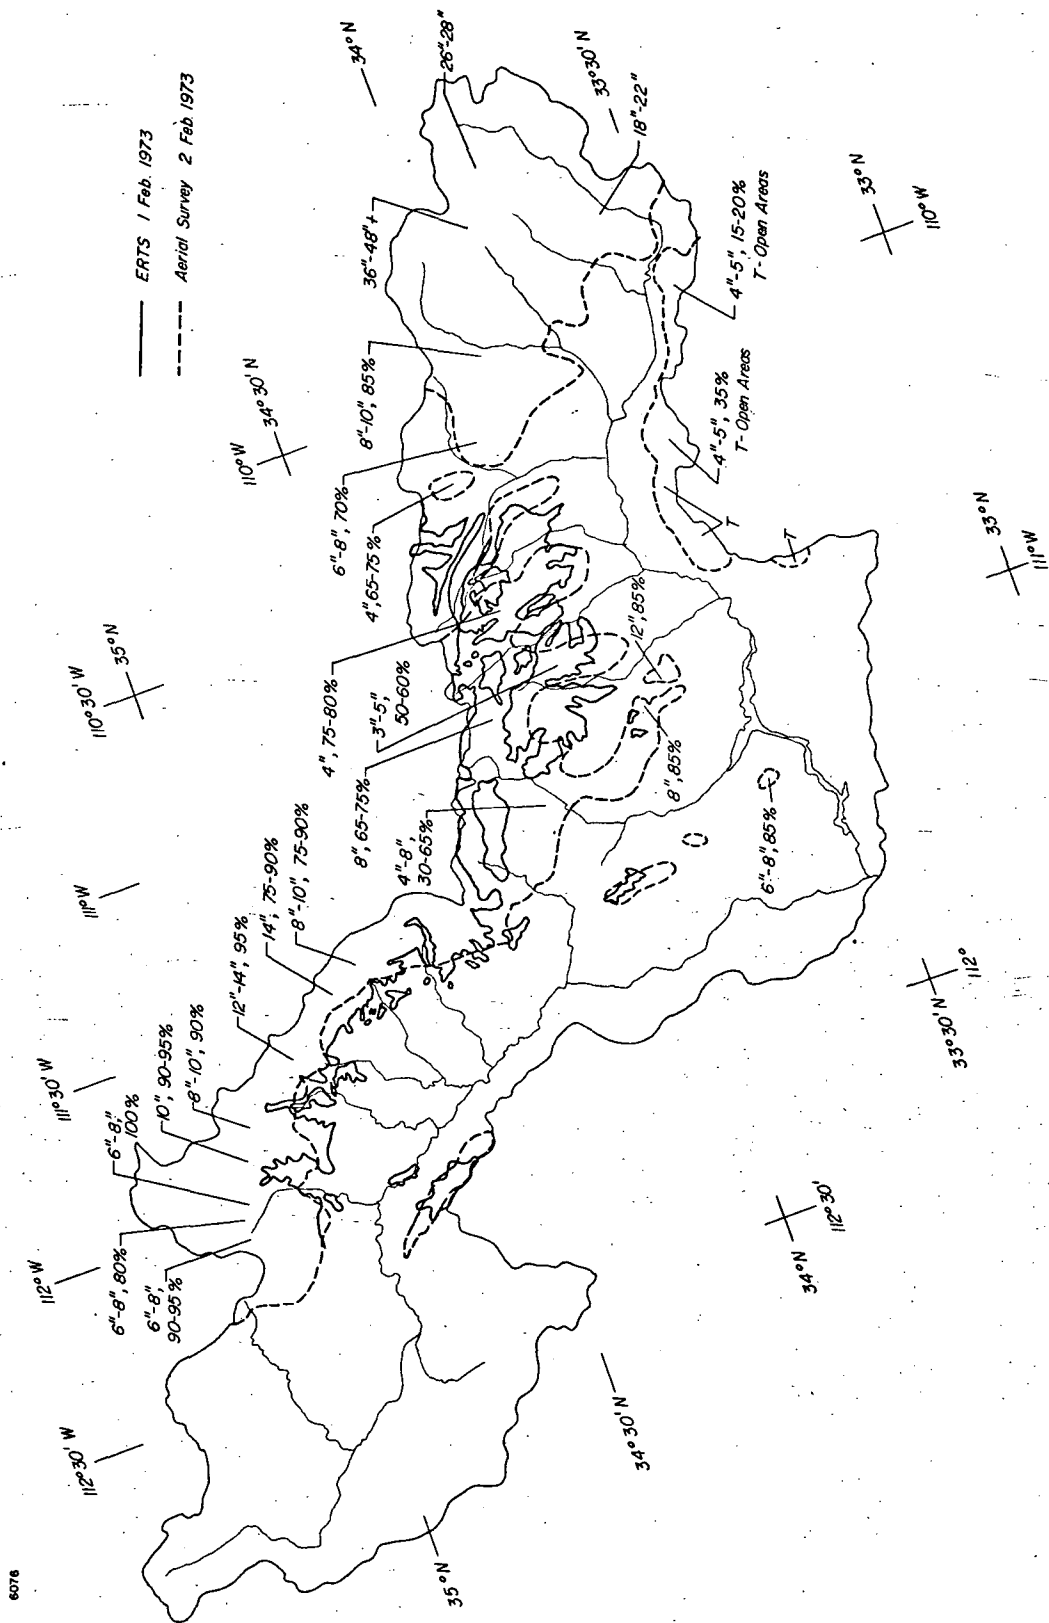 6076
ERTS 1 Feb. 1973
Aerial Survey 2 Feb. 1973
112°30' W
112° W
111°30' W
111° W
110°30' W
35° N
110° W
34°30' N
34° N
33°30' N
6"-8", 80%
6"-8",
90-95%
6"-8",
100%
10", 90-95%
8"-10", 90%
12"-14", 95%
14", 75-90%
8"-10", 75-90%
4"-8",
30-65%
8", 65-75%
3"-5",
50-60%
4", 75-80%
4", 65-75%
6"-8", 70%
8"-10", 85%
36"-48"+
26"-28"
18"-22"
12", 85%
8", 85%
6"-8", 85%
T
T
4"-5", 35%
T-Open Areas
4"-5", 15-20%
T-Open Areas
35° N
34°30' N
34° N
112°30'
33°30' N
112°
33° N
111° W
33° N
110° W